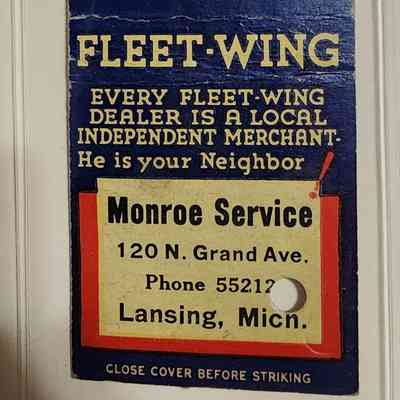 FLEET-WING
EVERY FLEET-WING
DEALER IS A LOCAL
INDEPENDENT MERCHANT-
He is your Neighbor!
Monroe Service
120 N. Grand Ave.
Phone 55212
Lansing, Mich.
CLOSE COVER BEFORE STRIKING